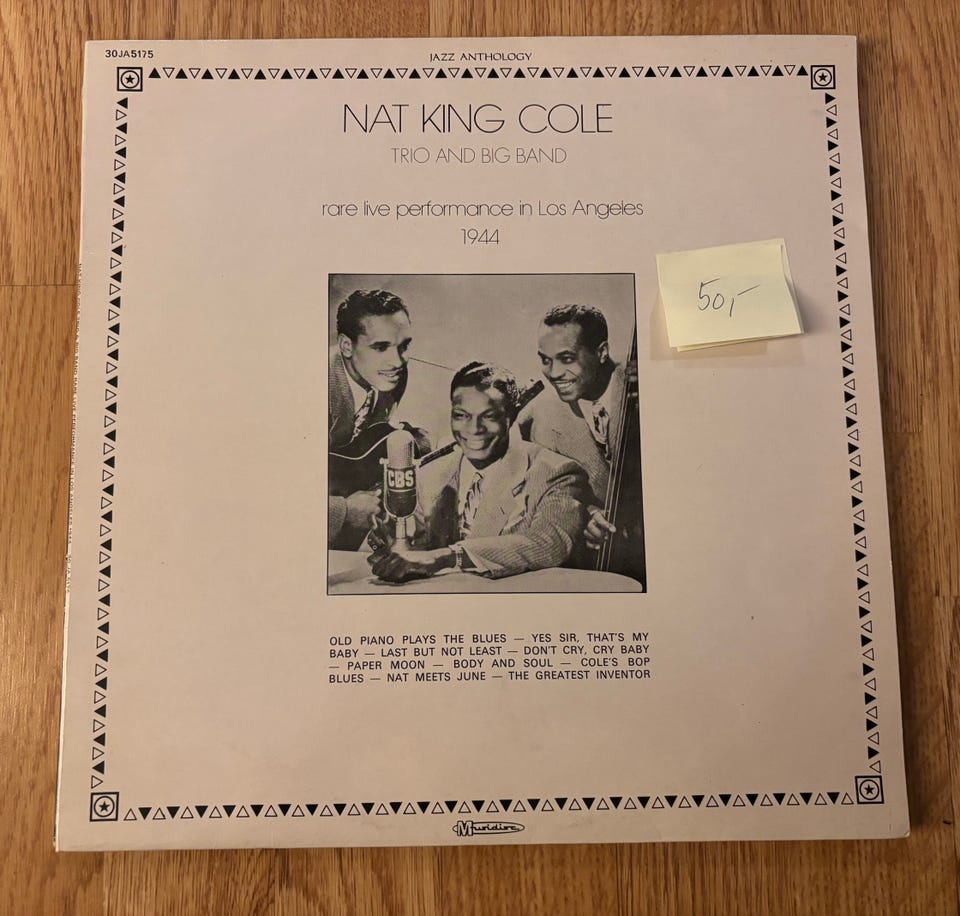 30JA5175
JAZZ ANTHOLOGY
NAT KING COLE
TRIO AND BIG BAND
rare live performance in Los Angeles
1944
50,-
CBS
OLD PIANO PLAYS THE BLUES — YES SIR, THAT'S MY
BABY — LAST BUT NOT LEAST — DON'T CRY, CRY BABY
— PAPER MOON — BODY AND SOUL — COLE'S BOP
BLUES — NAT MEETS JUNE — THE GREATEST INVENTOR
Musidisc